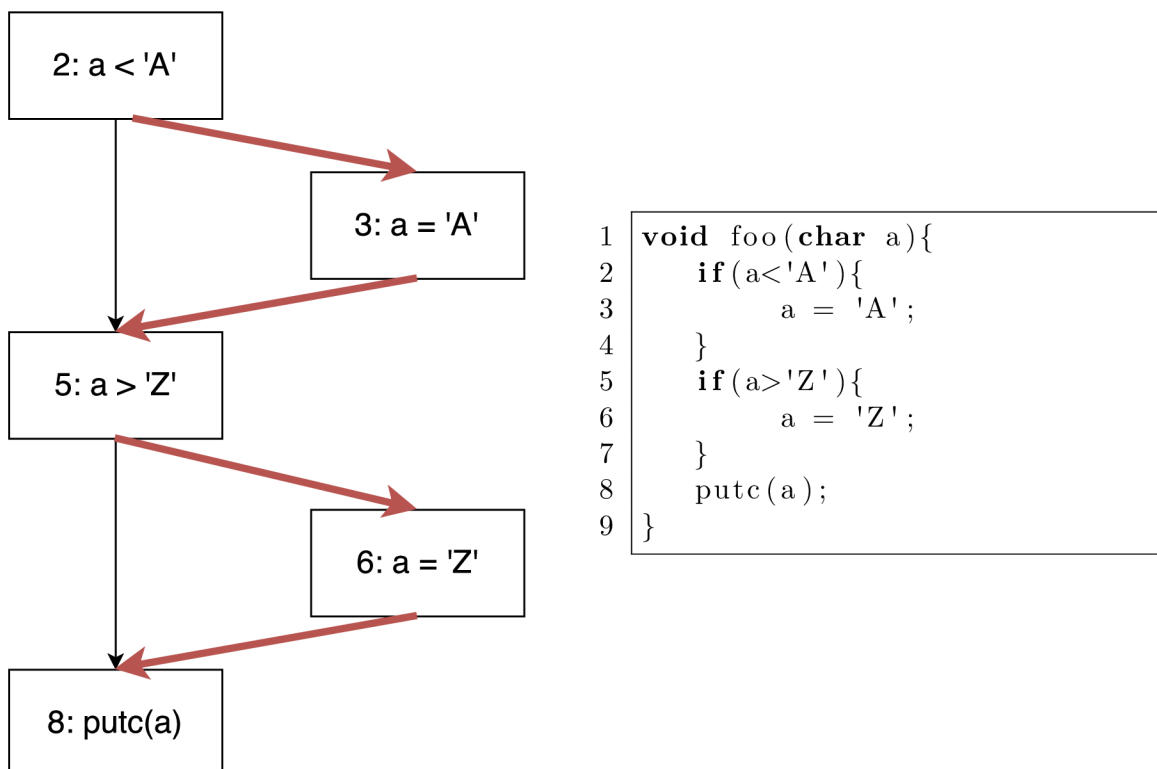 2: a < 'A'
3: a = 'A'
5: a > 'Z'
6: a = 'Z'
8: putc(a)
1 void foo(char a){
2 if(a<'A'){
3 a = 'A';
4 }
5 if(a>'Z'){
6 a = 'Z';
7 }
8 putc(a);
9 }